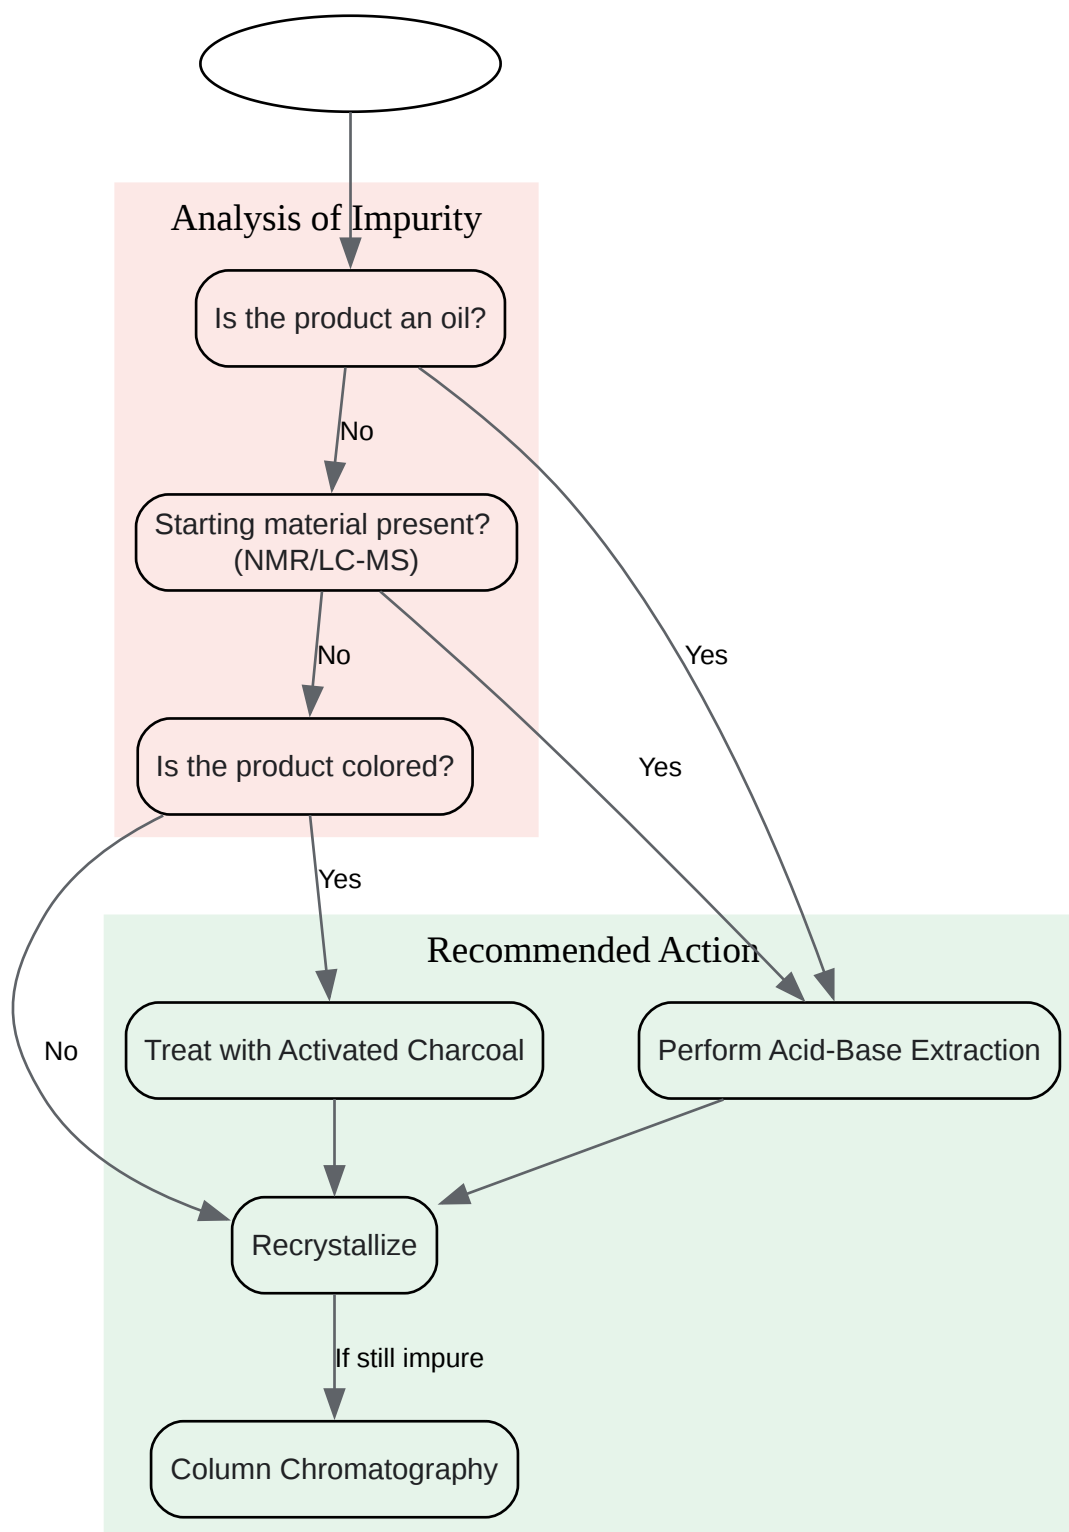 Analysis of Impurity
Is the product an oil?
No
Starting material present?
(NMR/LC-MS)
No
Yes
Is the product colored?
Yes
Yes
Recommended Action
No
Treat with Activated Charcoal
Perform Acid-Base Extraction
Recrystallize
If still impure
Column Chromatography